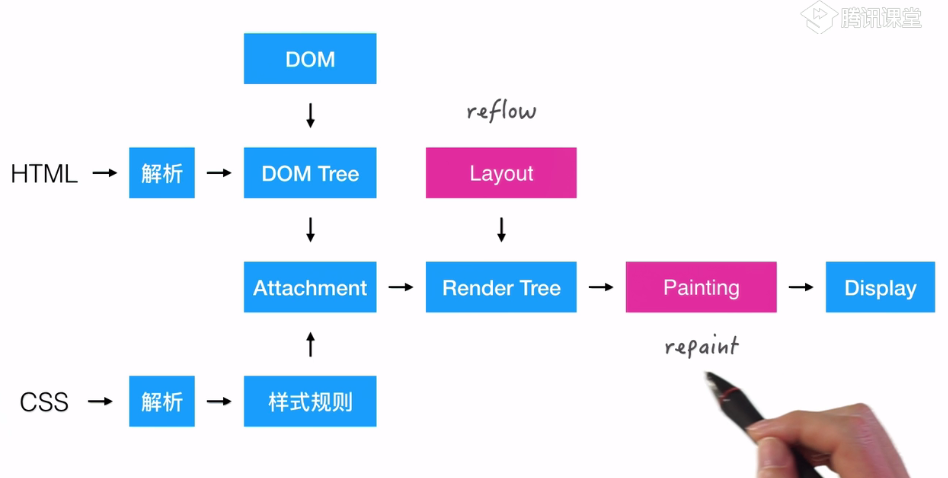 腾讯课堂
DOM
reflow
HTML
解析
DOM Tree
Layout
Attachment
Render Tree
Painting
Display
repaint
CSS
解析
样式规则